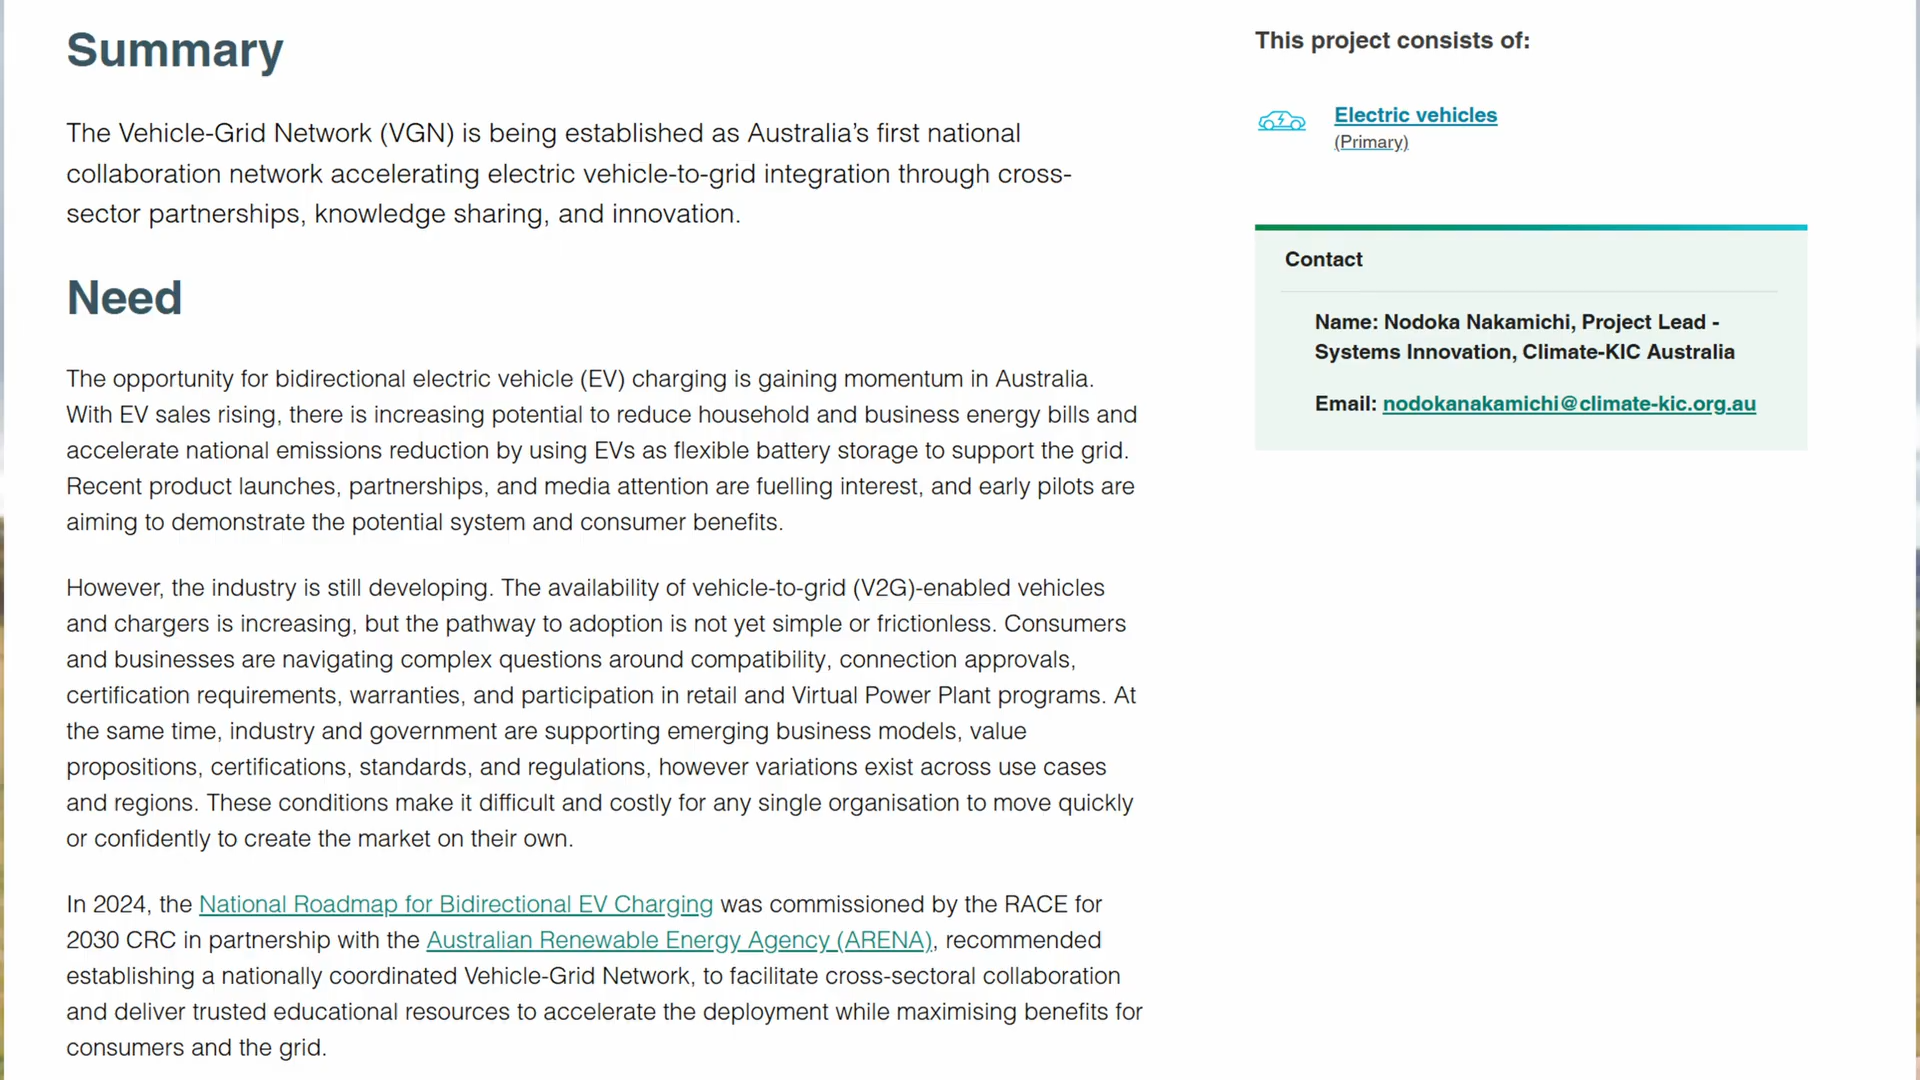 Summary
The Vehicle-Grid Network (VGN) is being established as Australia’s first national
collaboration network accelerating electric vehicle-to-grid integration through cross-
sector partnerships, knowledge sharing, and innovation.
Need
The opportunity for bidirectional electric vehicle (EV) charging is gaining momentum in Australia.
With EV sales rising, there is increasing potential to reduce household and business energy bills and
accelerate national emissions reduction by using EVs as flexible battery storage to support the grid.
Recent product launches, partnerships, and media attention are fuelling interest, and early pilots are
aiming to demonstrate the potential system and consumer benefits.
However, the industry is still developing. The availability of vehicle-to-grid (V2G)-enabled vehicles
and chargers is increasing, but the pathway to adoption is not yet simple or frictionless. Consumers
and businesses are navigating complex questions around compatibility, connection approvals,
certification requirements, warranties, and participation in retail and Virtual Power Plant programs. At
the same time, industry and government are supporting emerging business models, value
propositions, certifications, standards, and regulations, however variations exist across use cases
and regions. These conditions make it difficult and costly for any single organisation to move quickly
or confidently to create the market on their own.
In 2024, the National Roadmap for Bidirectional EV Charging was commissioned by the RACE for
2030 CRC in partnership with the Australian Renewable Energy Agency (ARENA), recommended
establishing a nationally coordinated Vehicle-Grid Network, to facilitate cross-sectoral collaboration
and deliver trusted educational resources to accelerate the deployment while maximising benefits for
consumers and the grid.
This project consists of:
Electric vehicles
(Primary)
Contact
Name: Nodoka Nakamichi, Project Lead -
Systems Innovation, Climate-KIC Australia
Email: nodokanakamichi@climate-kic.org.au